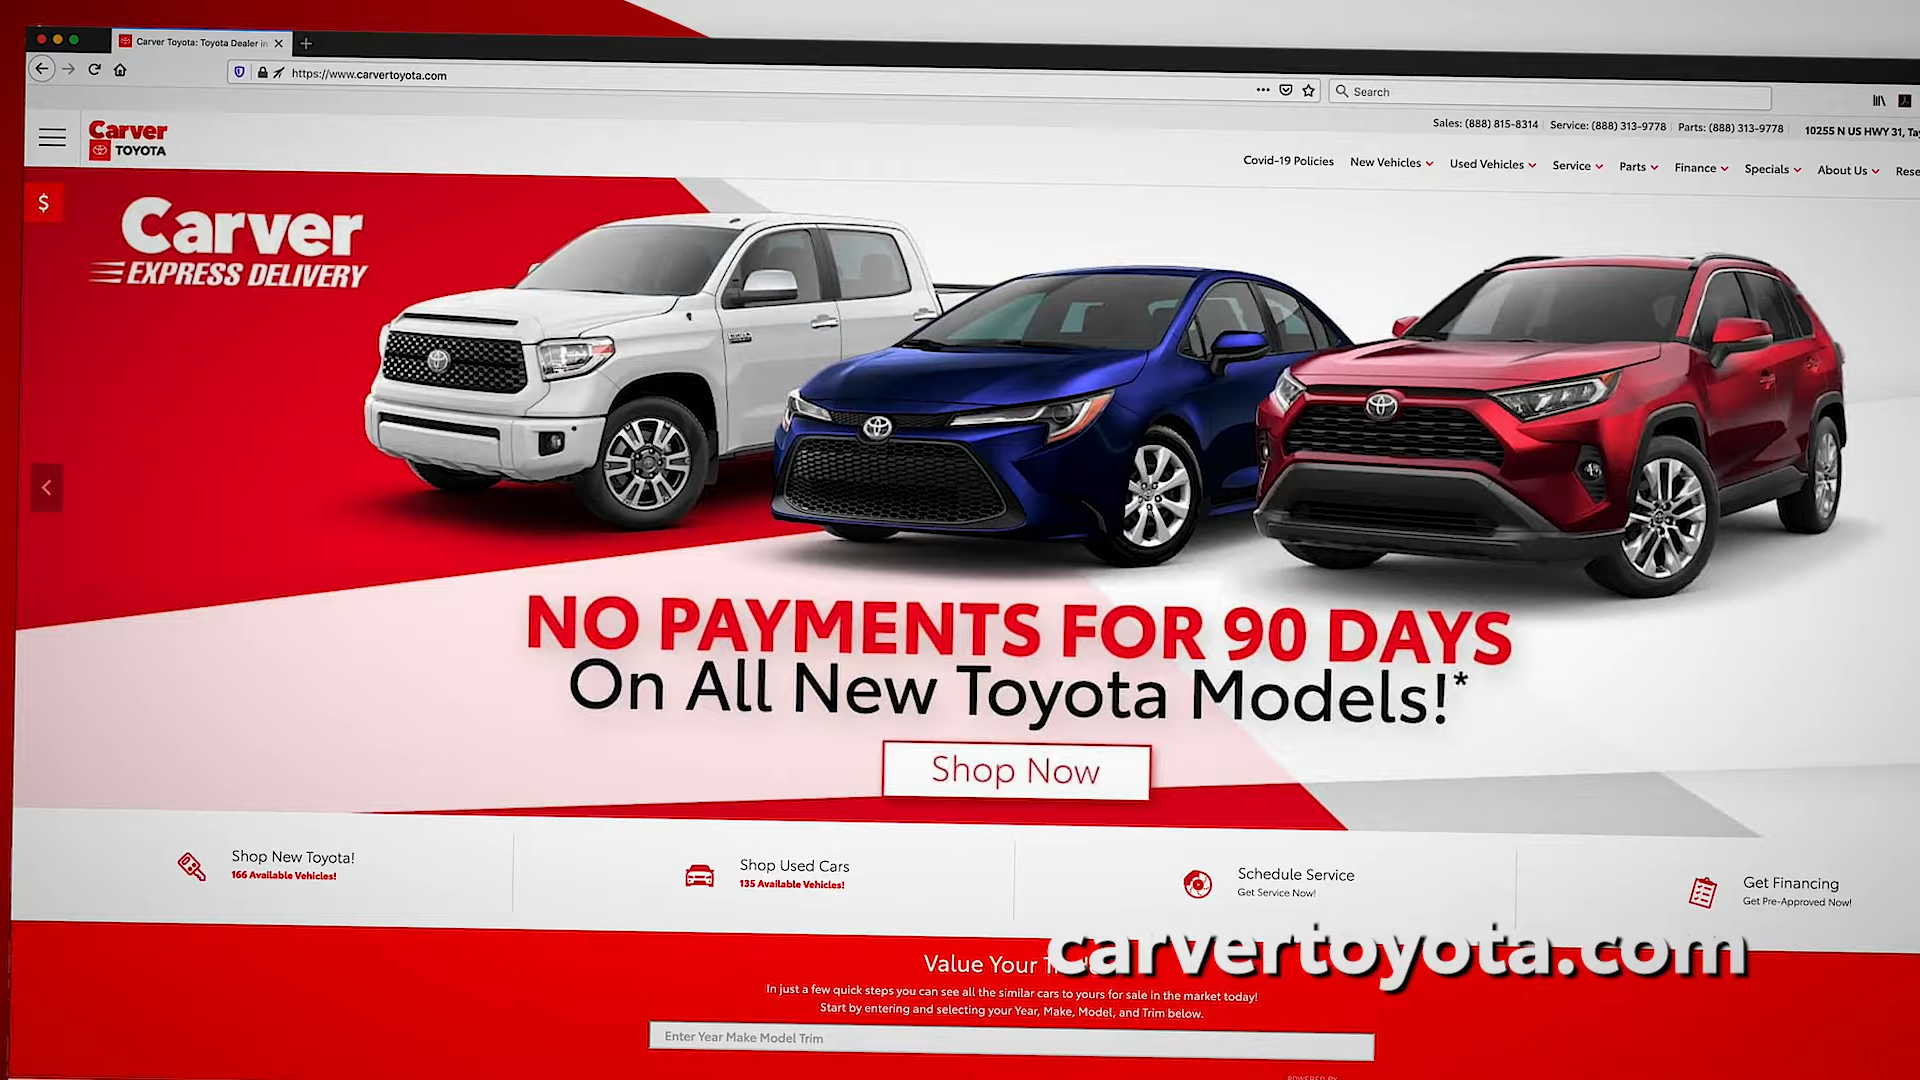 Carver Toyota: Toyota Dealer in
https://www.carvertoyota.com
Search
Carver
TOYOTA
Sales: (888) 815-8314 Service: (888) 313-9778 Parts: (888) 313-9778 10255 N US HWY 31, Tay
Covid-19 Policies New Vehicles Used Vehicles Service Parts Finance Specials About Us Rese
$
Carver
EXPRESS DELIVERY
NO PAYMENTS FOR 90 DAYS
On All New Toyota Models!*
Shop Now
Shop New Toyota!
166 Available Vehicles!
Shop Used Cars
135 Available Vehicles!
Schedule Service
Get Service Now!
Get Financing
Get Pre-Approved Now!
carvertoyota.com
Value Your
In just a few quick steps you can see all the similar cars to yours for sale in the market today!
Start by entering and selecting your Year, Make, Model, and Trim below.
Enter Year Make Model Trim
POWERED BY